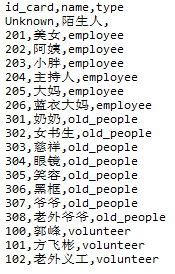 id_card,name,type
Unknown,陌生人,
201,美女,employee
202,阿姨,employee
203,小胖,employee
204,主持人,employee
205,大妈,employee
206,蓝衣大妈,employee
301,奶奶,old_people
302,女书生,old_people
303,慈祥,old_people
304,眼镜,old_people
305,笑容,old_people
306,黑框,old_people
307,爷爷,old_people
308,老外爷爷,old_people
100,郭峰,volunteer
101,方飞彬,volunteer
102,老外义工,volunteer